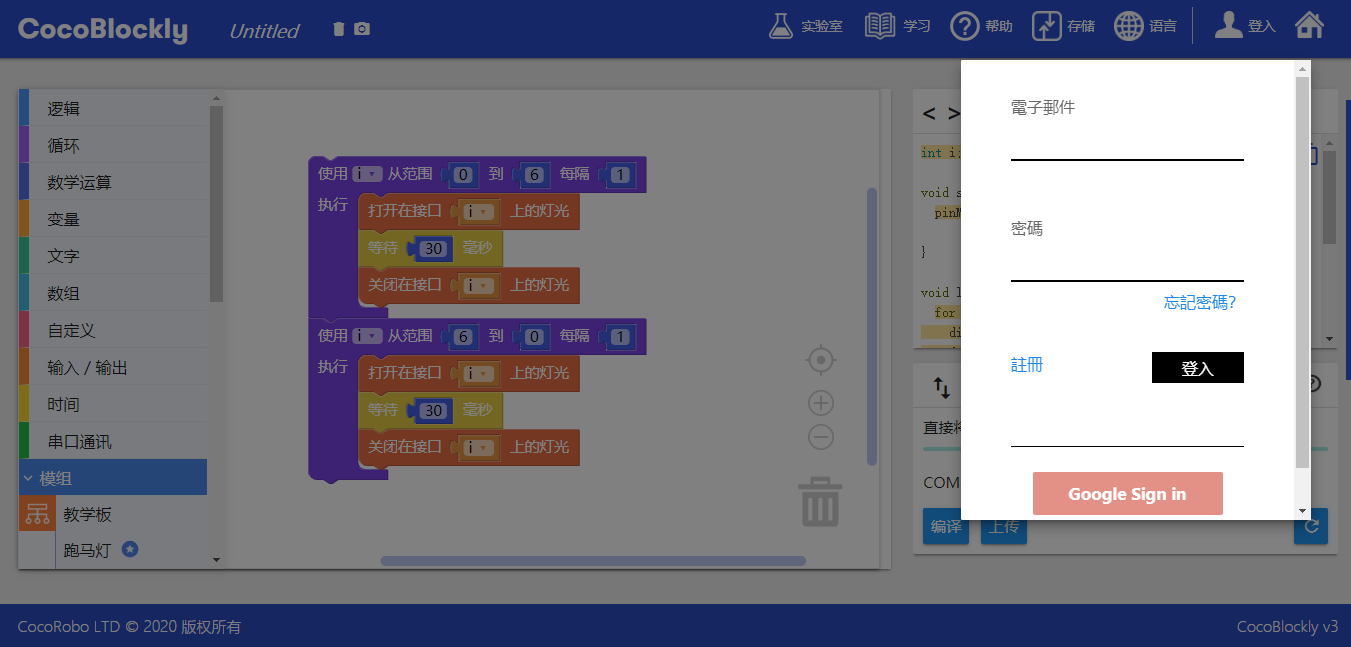 CocoBlockly Untitled 实验室 学习 帮助 存储 语言 登入
逻辑
循环
数学运算
变量
文字
数组
自定义
输入 / 输出
时间
串口通讯
模组
教学板
跑马灯
使用 i 从范围 0 到 6 每隔 1
执行 打开在接口 i 上的灯光
等待 30 毫秒
关闭在接口 i 上的灯光
使用 i 从范围 6 到 0 每隔 1
执行 打开在接口 i 上的灯光
等待 30 毫秒
关闭在接口 i 上的灯光
< >
int i
void s
pinM
}
void l
for
di
電子郵件
密碼
忘記密碼?
註冊 登入
Google Sign in
直接将
COM
编译 上传
CocoRobo LTD © 2020 版权所有 CocoBlockly v3